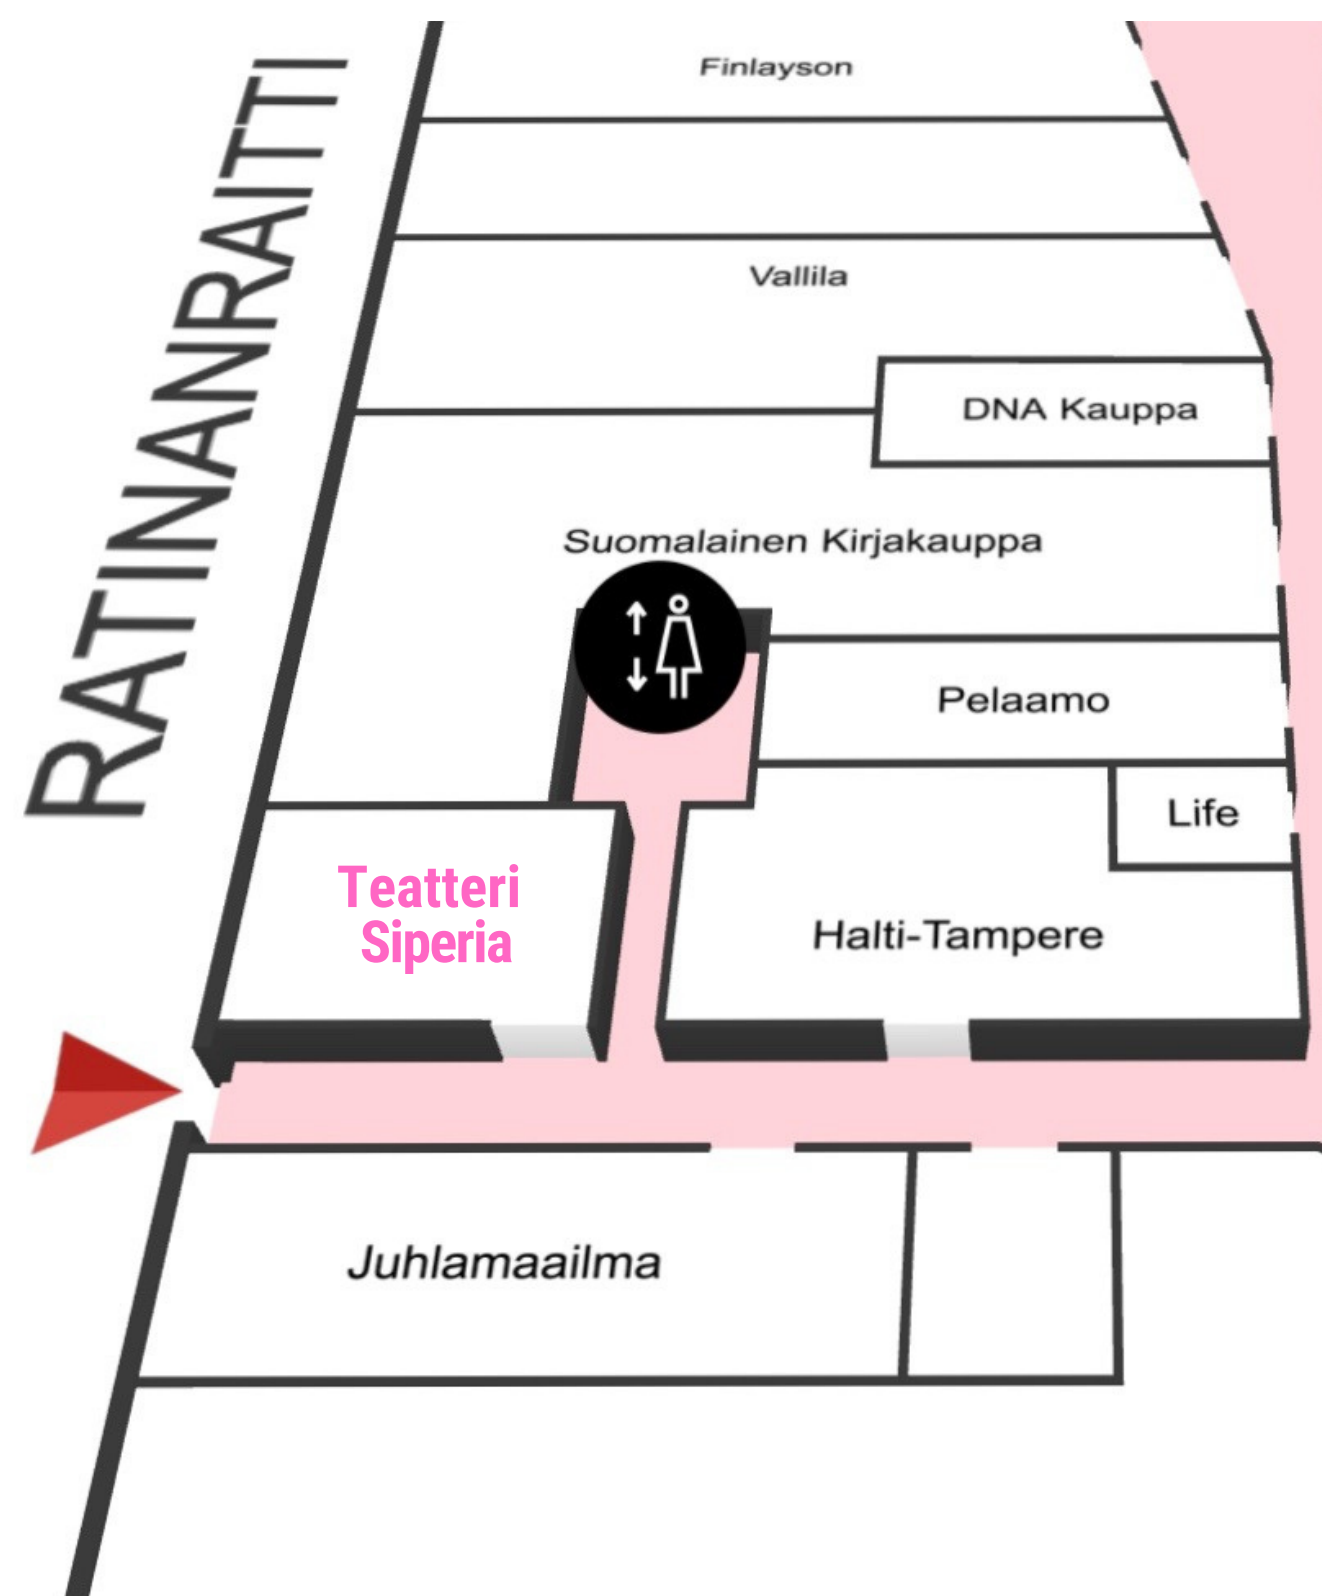 Finlayson
RATINANRAITTI
Vallila
DNA Kauppa
Suomalainen Kirjakauppa
Pelaamo
Life
Teatteri
Siperia
Halti-Tampere
Juhlamaailma